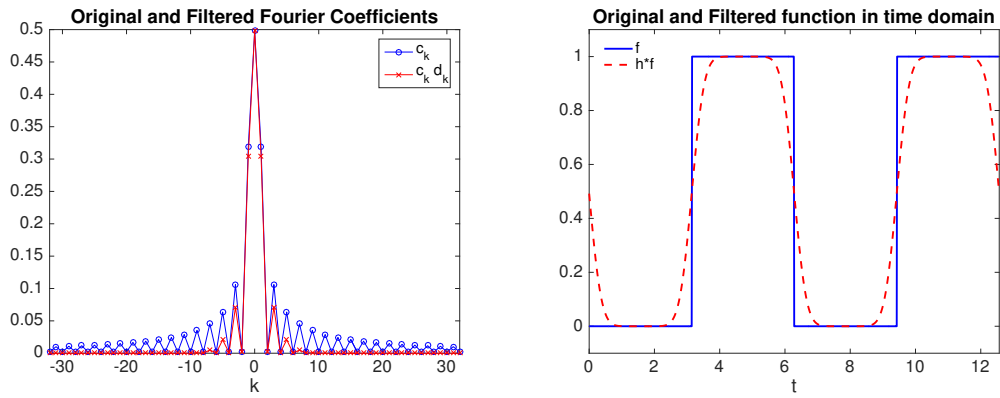 Original and Filtered Fourier Coefficients
0.5
0.45
0.4
0.35
0.3
0.25
0.2
0.15
0.1
0.05
0
-30 -20 -10 0 10 20 30
k
c_k
c_k d_k
Original and Filtered function in time domain
1
0.8
0.6
0.4
0.2
0
0 2 4 6 8 10 12
t
f
h*f